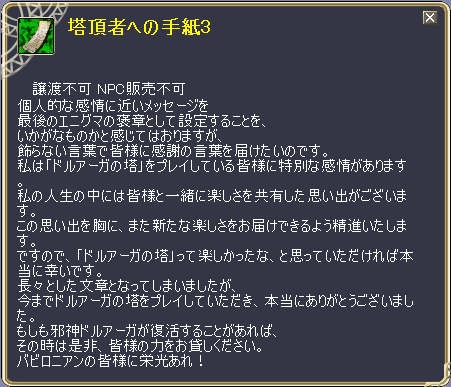 塔頂者への手紙3
譲渡不可 NPC販売不可
個人的な感情に近いメッセージを
最後のエニグマの褒章として設定することを、
いかがなものかと感じてはおりますが、
飾らない言葉で皆様に感謝の言葉を届けたいのです。
私は「ドルアーガの塔」をプレイしている皆様に特別な感情があります
。
私の人生の中には皆様と一緒に楽しさを共有した思い出がございま
す。
この思い出を胸に、また新たな楽しさをお届けできるよう精進いたしま
す。
ですので、「ドルアーガの塔」って楽しかったな、と思っていただければ本
当に幸いです。
長々とした文章となってしまいましたが、
今までドルアーガの塔をプレイしていただき、本当にありがとうございまし
た。
もしも邪神ドルアーガが復活することがあれば、
その時は是非、皆様の力をお貸しください。
バビロニアンの皆様に栄光あれ！